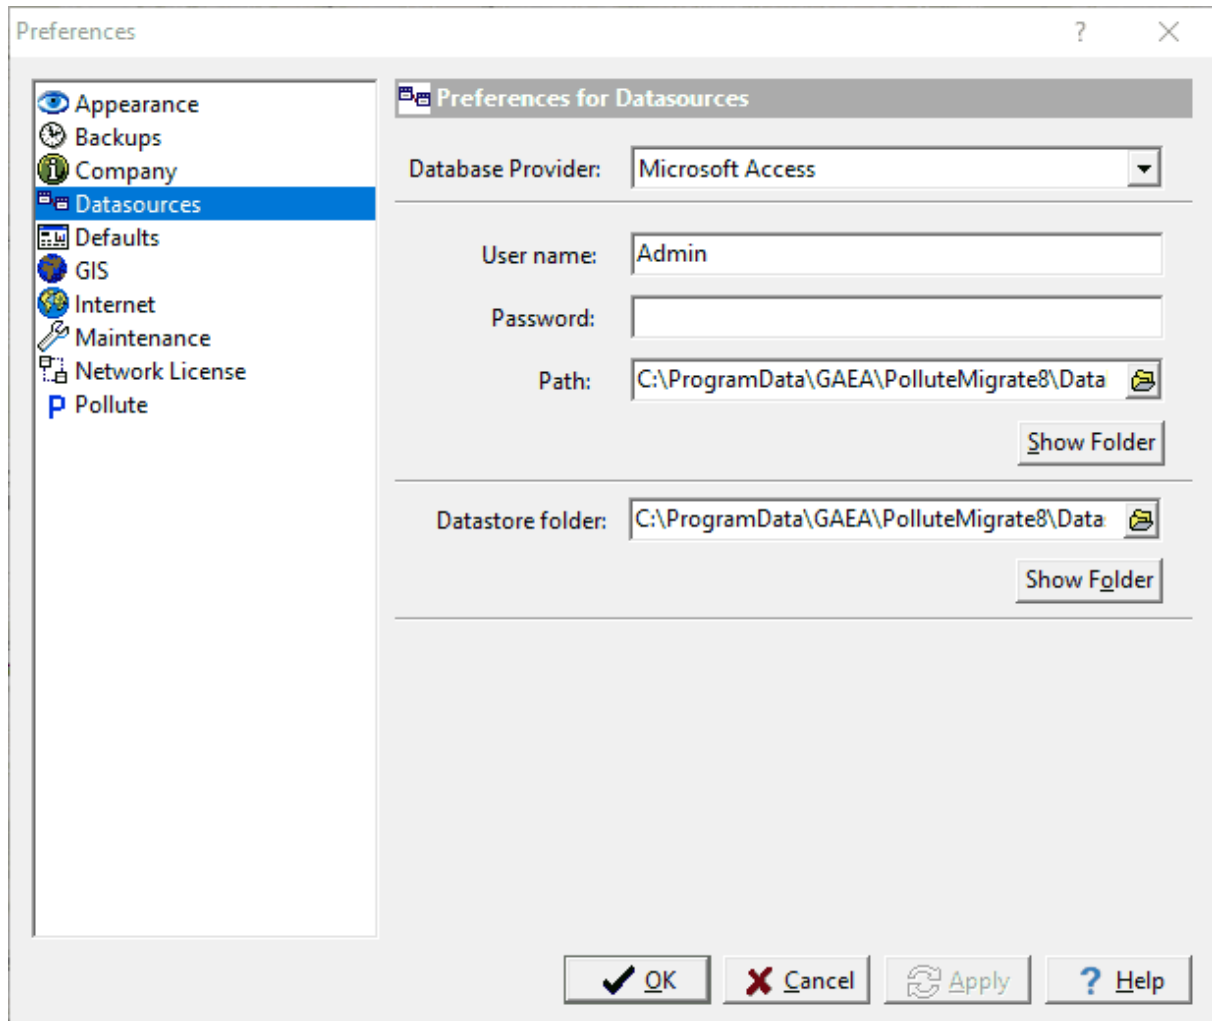 Preferences
Appearance
Backups
Company
Datasources
Defaults
GIS
Internet
Maintenance
Network License
Pollute
Preferences for Datasources
Database Provider: Microsoft Access
User name: Admin
Password:
Path: C:\ProgramData\GAEA\PolluteMigrate8\Data
Show Folder
Datastore folder: C:\ProgramData\GAEA\PolluteMigrate8\Data
Show Folder
OK Cancel Apply Help